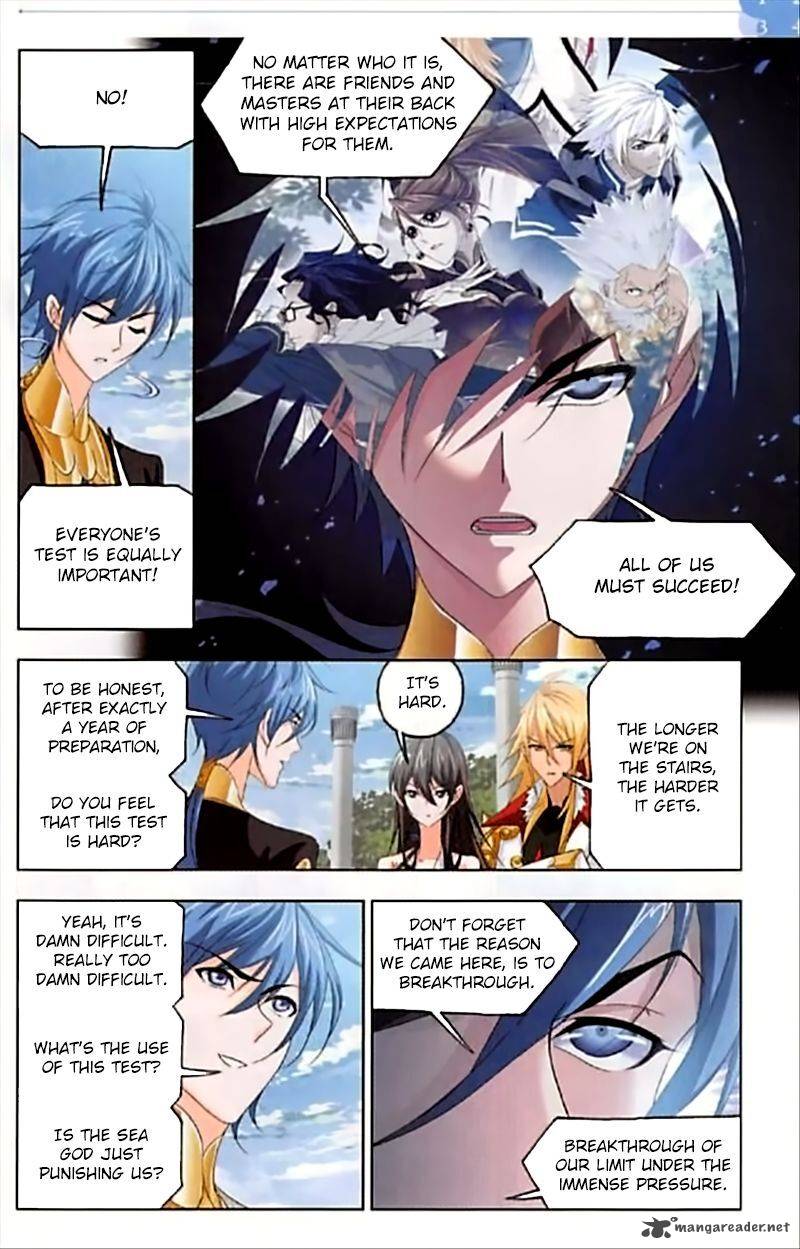 NO!
NO MATTER WHO IT IS,
THERE ARE FRIENDS AND
MASTERS AT THEIR BACK
WITH HIGH EXPECTATIONS
FOR THEM.
EVERYONE'S
TEST IS EQUALLY
IMPORTANT!
ALL OF US
MUST SUCCEED!
TO BE HONEST,
AFTER EXACTLY
A YEAR OF
PREPARATION,
DO YOU FEEL
THAT THIS TEST
IS HARD?
IT'S
HARD.
THE LONGER
WE'RE ON
THE STAIRS,
THE HARDER
IT GETS.
YEAH, IT'S
DAMN DIFFICULT.
REALLY TOO
DAMN DIFFICULT.
WHAT'S THE USE
OF THIS TEST?
IS THE SEA
GOD JUST
PUNISHING US?
DON'T FORGET
THAT THE REASON
WE CAME HERE, IS TO
BREAKTHROUGH.
BREAKTHROUGH OF
OUR LIMIT UNDER THE
IMMENSE PRESSURE.
mangareader.net